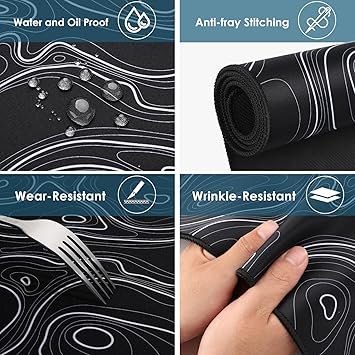 Water and Oil Proof
Anti-fray Stitching
Wear-Resistant
Wrinkle-Resistant